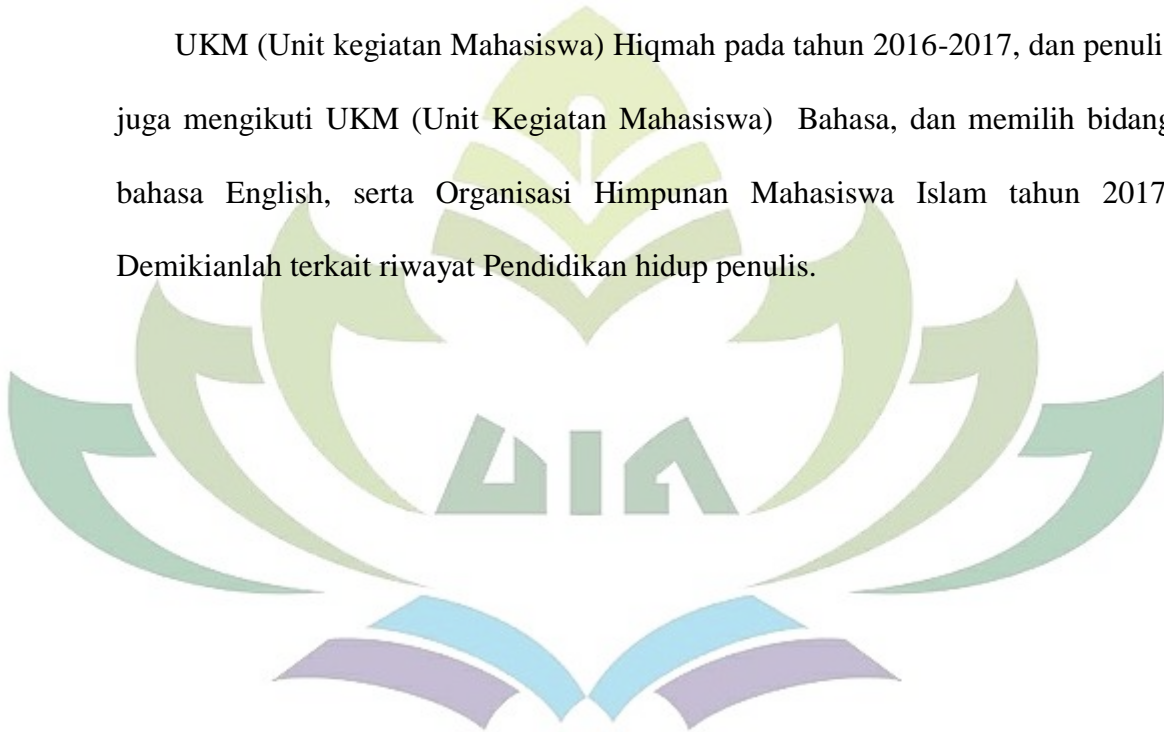 UKM (Unit kegiatan Mahasiswa) Hiqmah pada tahun 2016-2017, dan penuli
juga mengikuti UKM (Unit Kegiatan Mahasiswa) Bahasa, dan memilih bidang
bahasa English, serta Organisasi Himpunan Mahasiswa Islam tahun 2017
Demikianlah terkait riwayat Pendidikan hidup penulis.
UIN